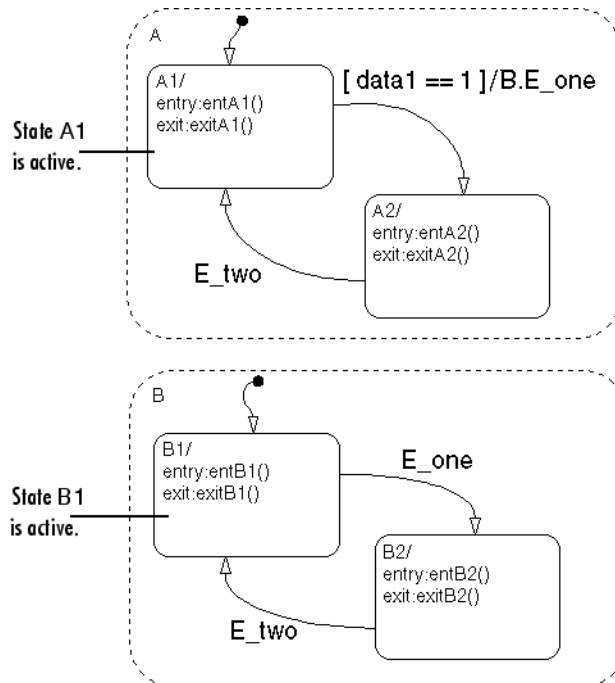 A
A1/
entry:entA1()
exit:exitA1()
[ data1 == 1 ]/B.E_one
State A1
is active.
A2/
entry:entA2()
exit:exitA2()
E_two
B
B1/
entry:entB1()
exit:exitB1()
E_one
State B1
is active.
B2/
entry:entB2()
exit:exitB2()
E_two